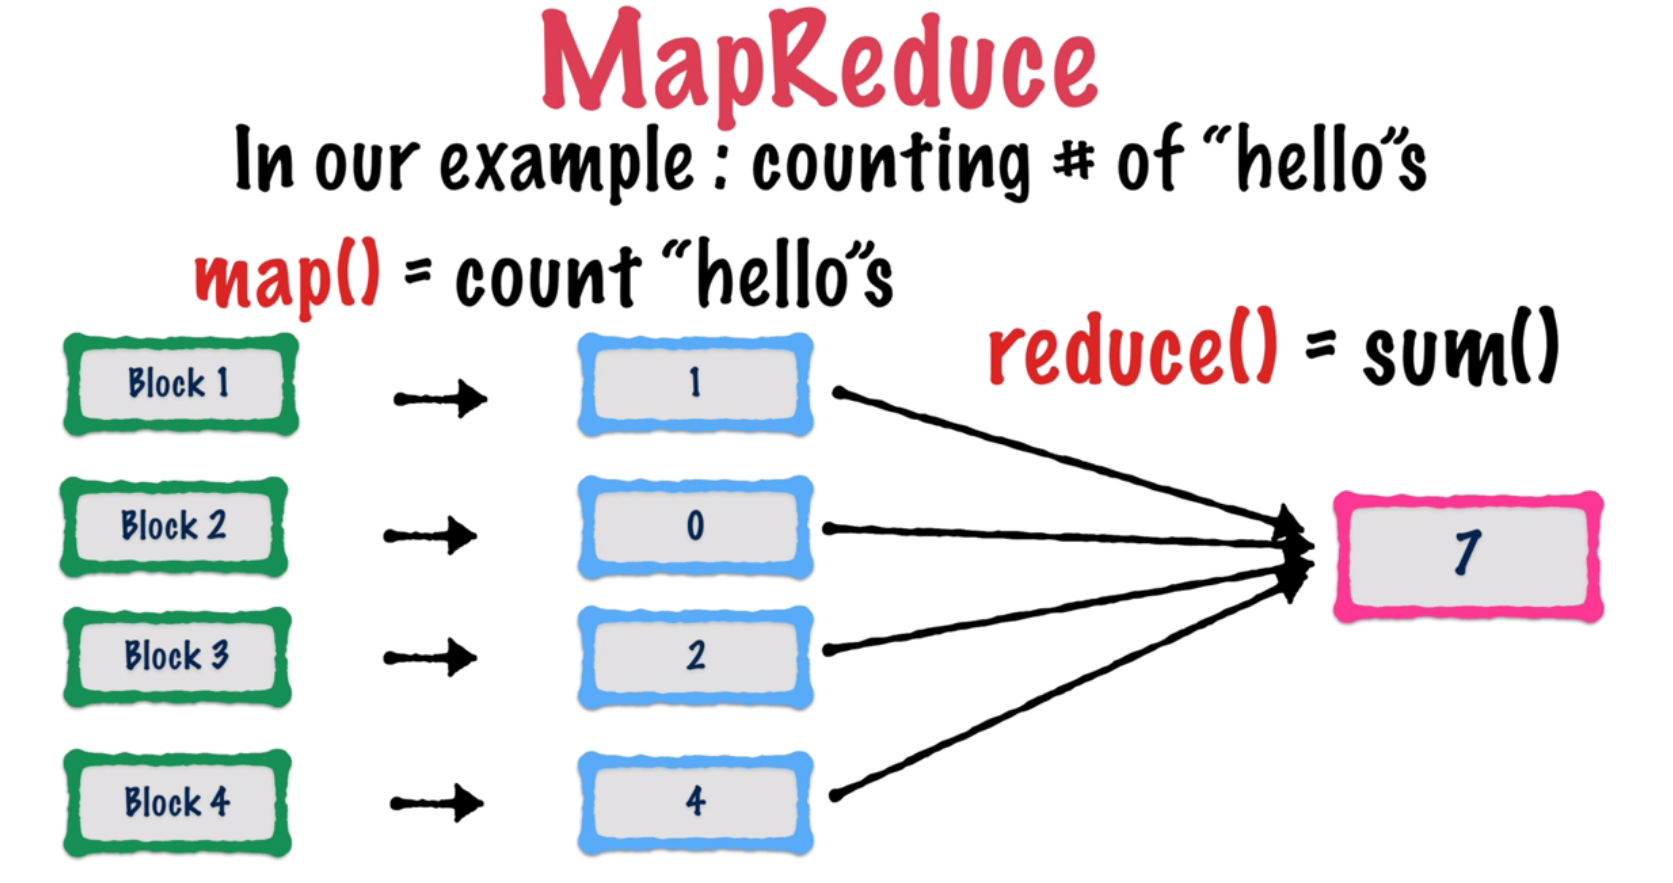 MapReduce
In our example : counting # of “hello”s
map() = count “hello”s
reduce() = sum()
Block 1
1
Block 2
0
7
Block 3
2
Block 4
4